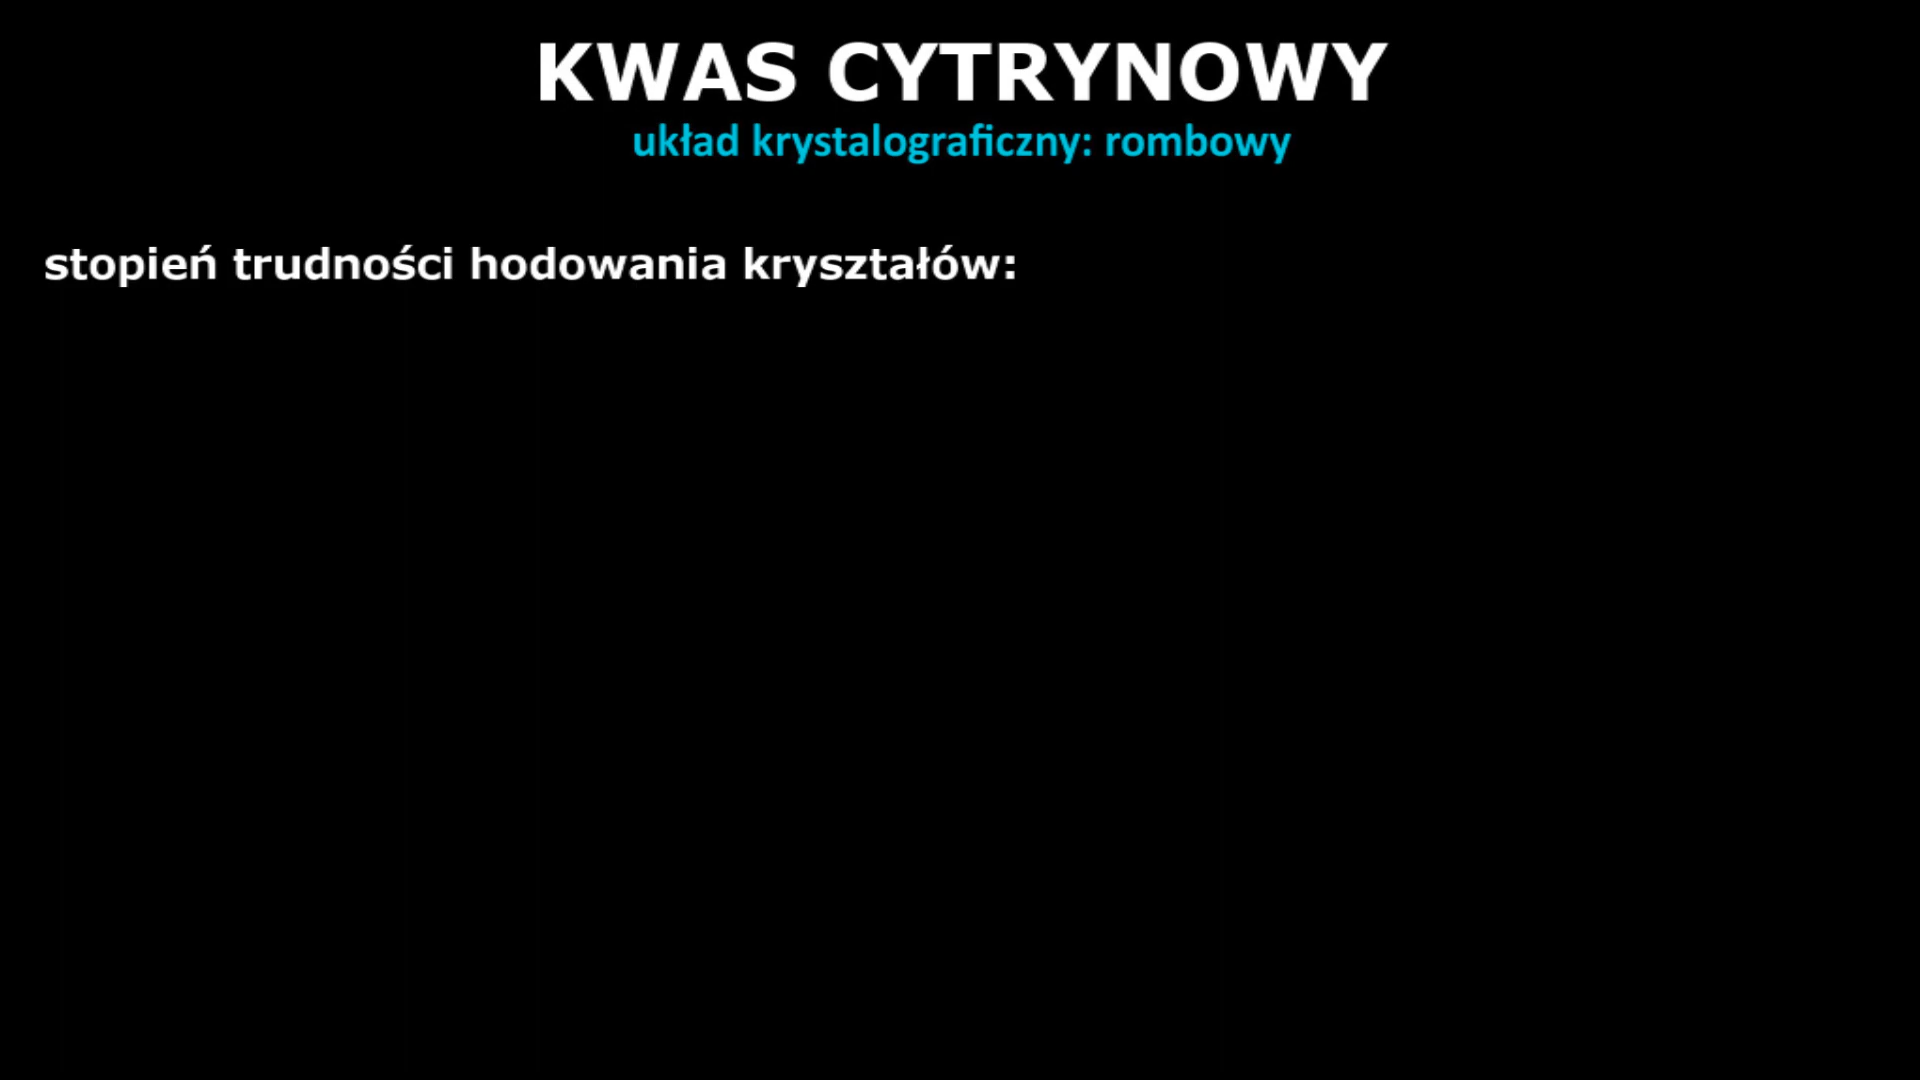 KWAS CYTRYNOWY
układ krystalograficzny: rombowy
stopień trudności hodowania kryształów: